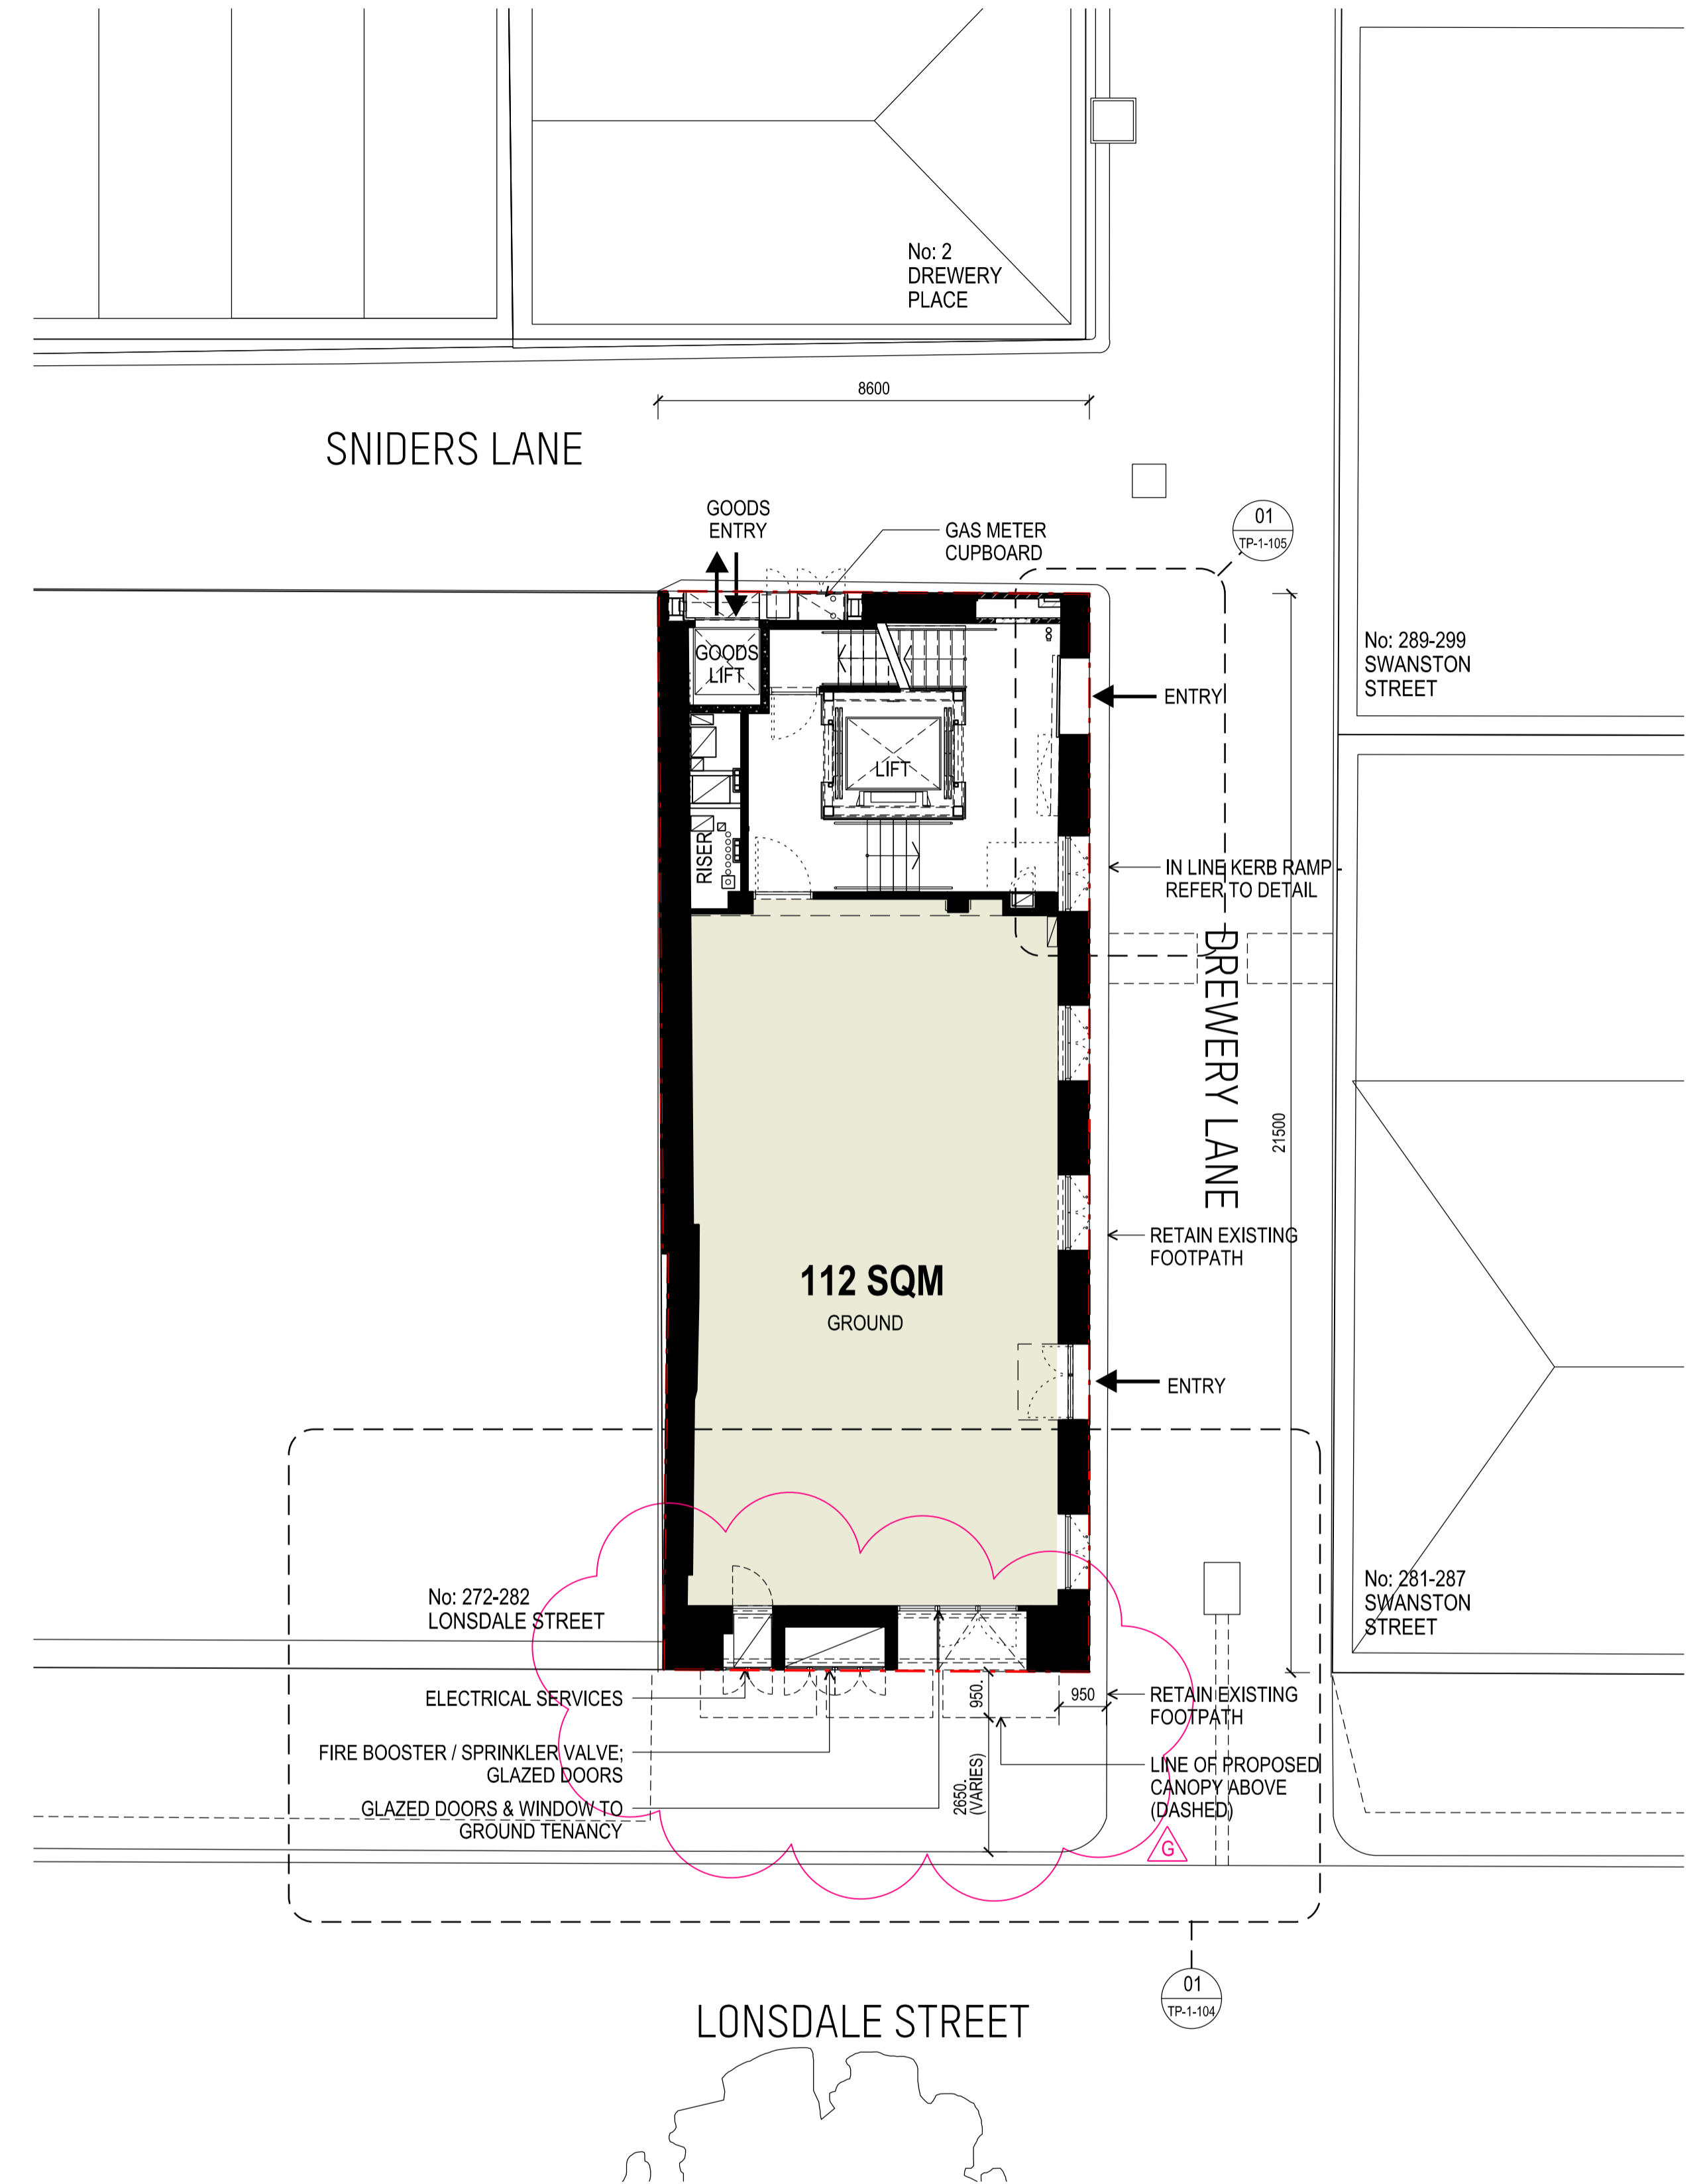 No: 2
DREWERY
PLACE
8600
SNIDERS LANE
GOODS
ENTRY
GAS METER
CUPBOARD
01
TP-1-105
GOODS
LIFT
No: 289-299
SWANSTON
STREET
ENTRY
LIFT
RISER
IN LINE KERB RAMP
REFER TO DETAIL
DREWERY LANE
21500
RETAIN EXISTING
FOOTPATH
112 SQM
GROUND
ENTRY
No: 272-282
LONSDALE STREET
No: 281-287
SWANSTON
STREET
ELECTRICAL SERVICES
950.
950
RETAIN EXISTING
FOOTPATH
FIRE BOOSTER / SPRINKLER VALVE;
GLAZED DOORS
2650.
(VARIES)
LINE OF PROPOSED
CANOPY ABOVE
(DASHED)
GLAZED DOORS & WINDOW TO
GROUND TENANCY
G
01
TP-1-104
LONSDALE STREET